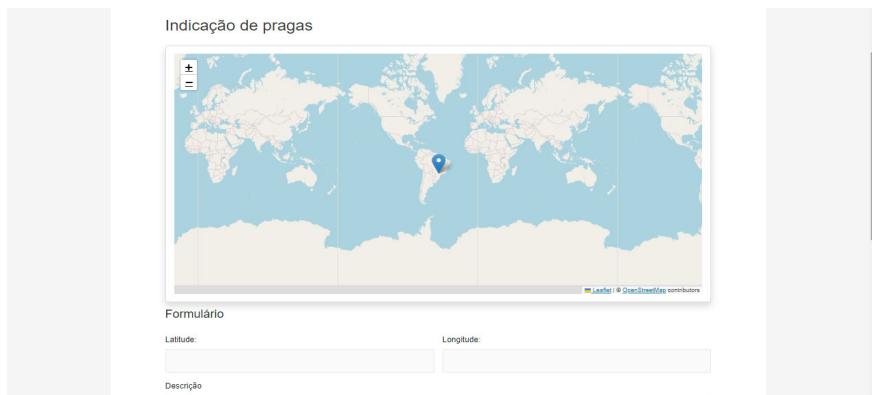 Indicação de pragas
+
−
Leaflet | © OpenStreetMap contributors
Formulário
Latitude: Longitude:
Descrição